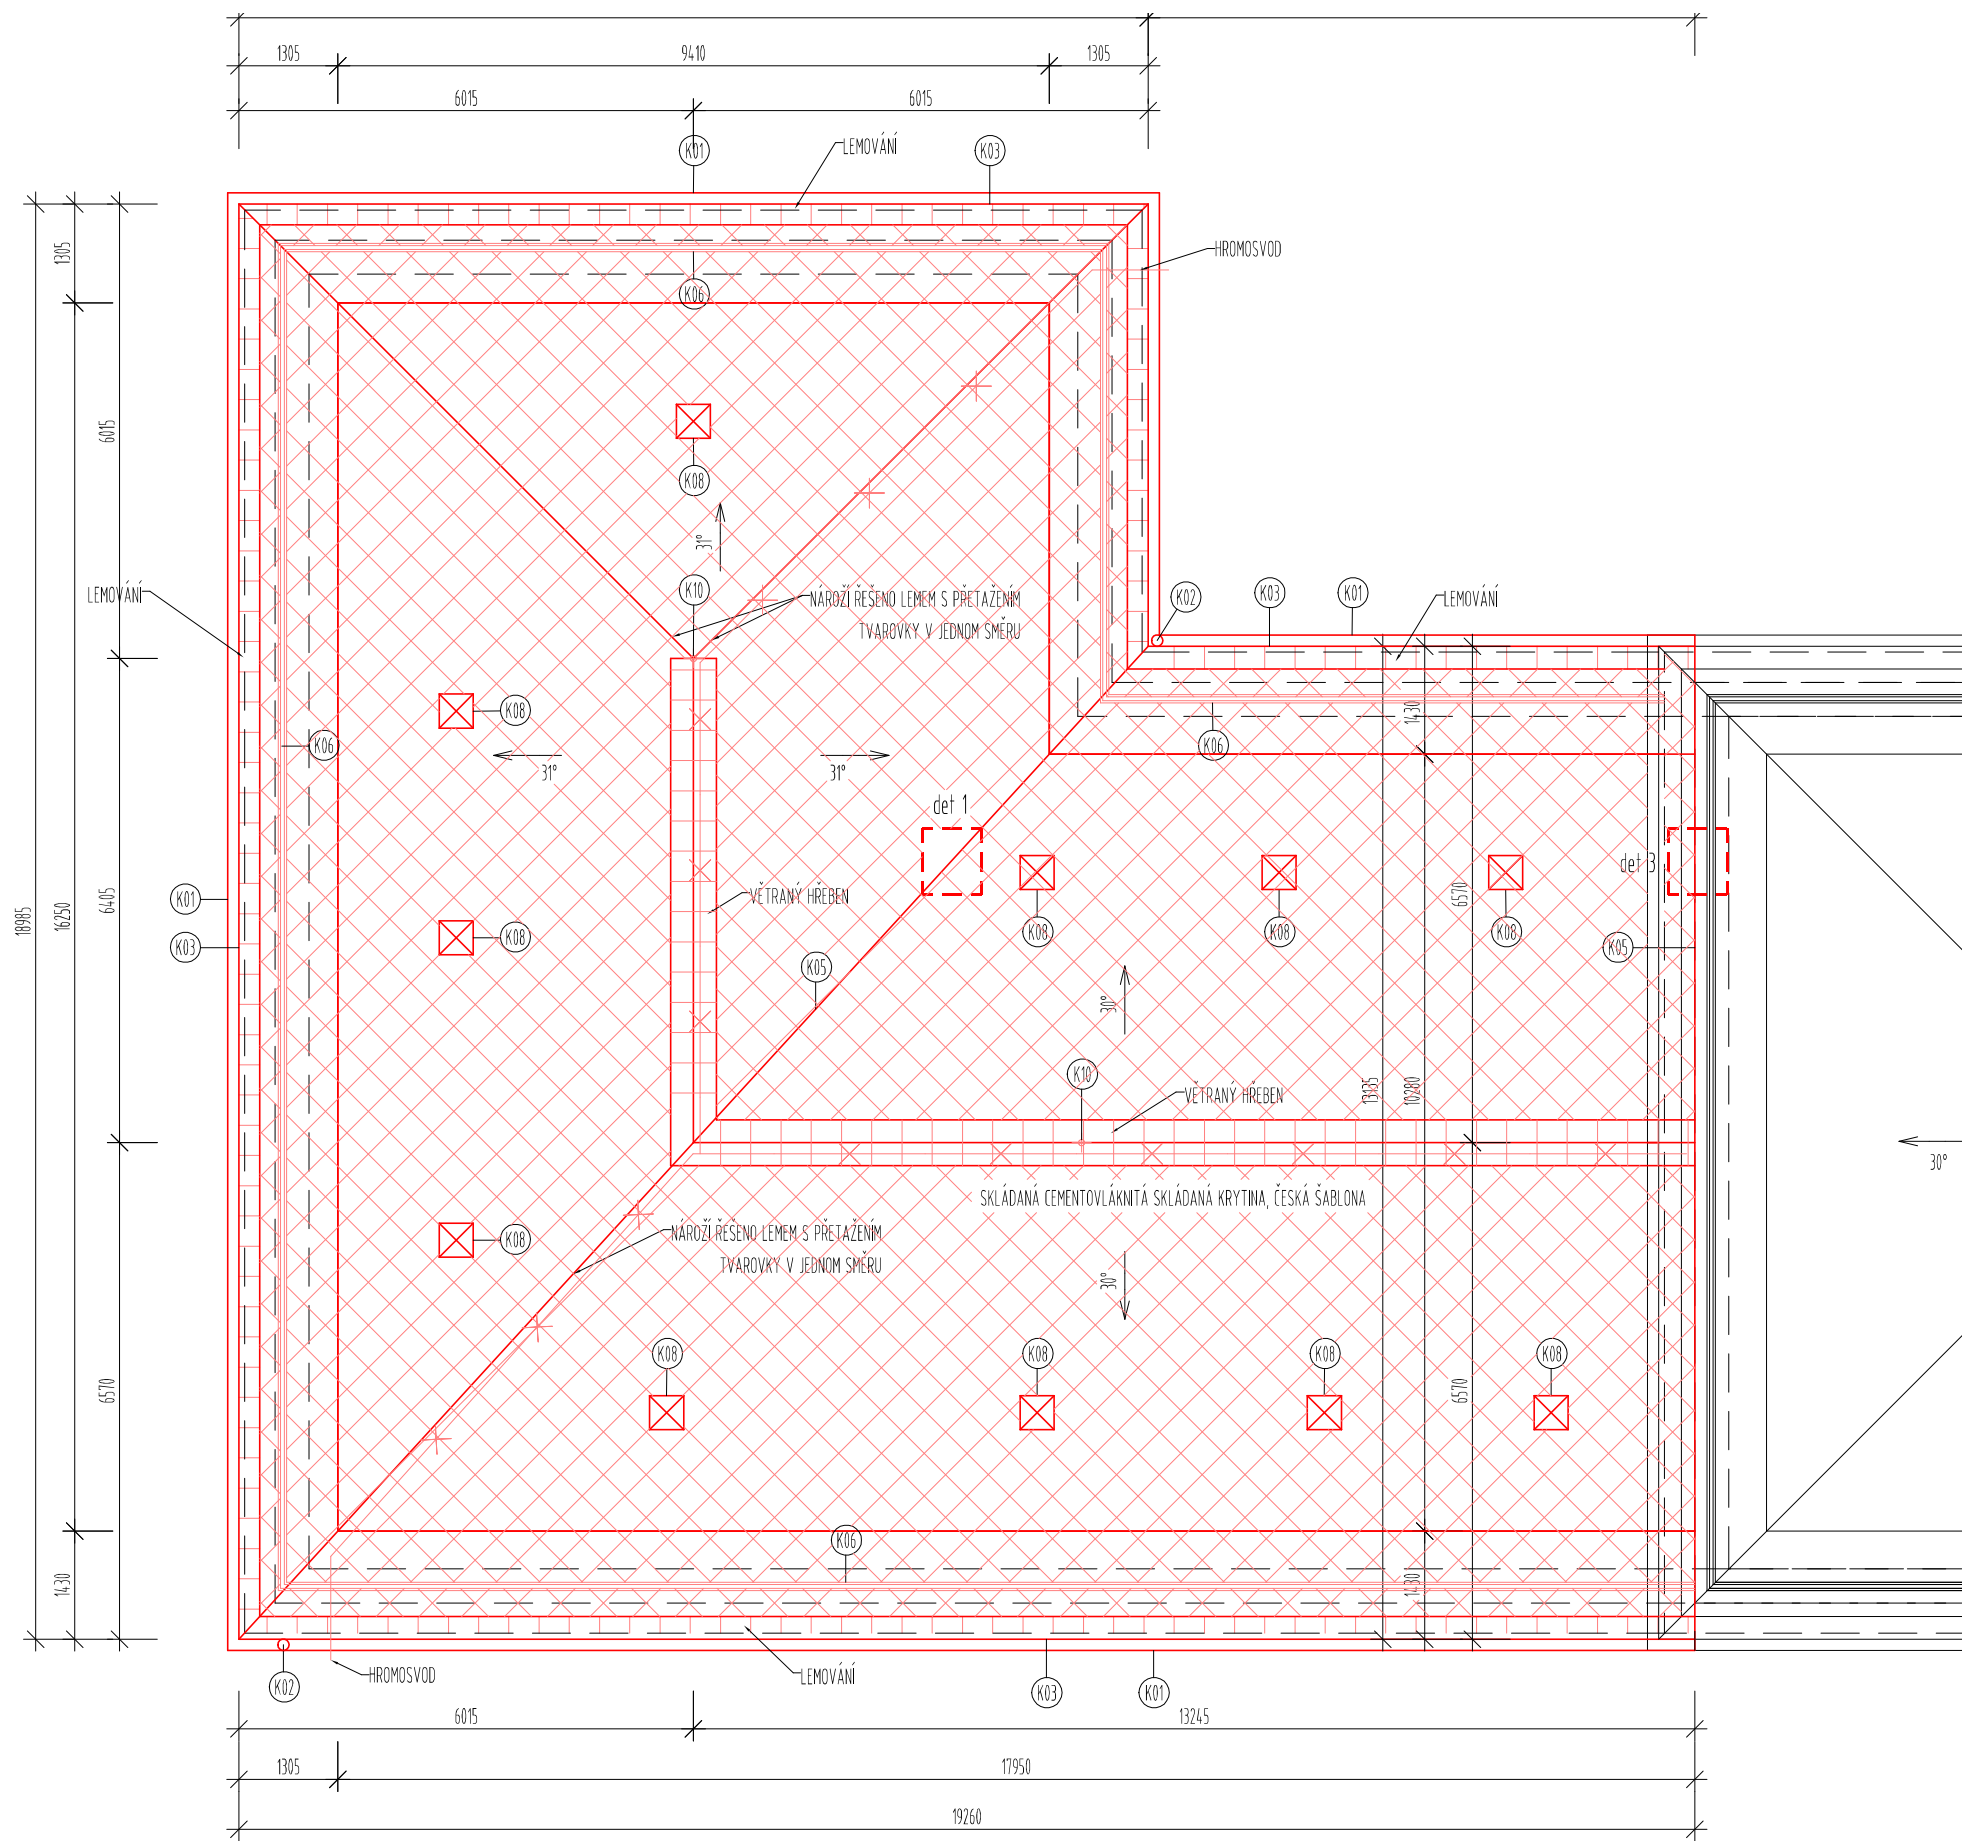 1305
9410
1305
6015
6015
K01
LEMOVÁNÍ
K03
HROMOSVOD
1305
K06
6015
K08
31°
LEMOVÁNÍ
K10
NÁROŽÍ ŘEŠENO LEMEM S PŘETAŽENÍM
TVAROVKY V JEDNOM SMĚRU
K02
K03
K01
LEMOVÁNÍ
K08
1430
K06
K06
31°
31°
det 1
det 3
K01
6405
VĚTRANÝ HŘEBEN
6570
18985
16250
K03
K08
K08
K08
K08
K05
K05
30°
K10
VĚTRANÝ HŘEBEN
13135
10280
30°
SKLÁDANÁ CEMENTOVLÁKNITÁ SKLÁDANÁ KRYTINA, ČESKÁ ŠABLONA
K08
NÁROŽÍ ŘEŠENO LEMEM S PŘETAŽENÍM
TVAROVKY V JEDNOM SMĚRU
30°
6570
K08
K08
K08
K08
6570
K06
1430
1430
HROMOSVOD
LEMOVÁNÍ
K02
K03
K01
6015
13245
1305
17950
19260